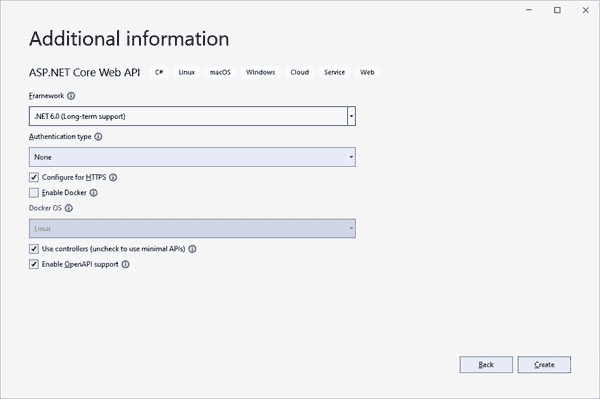 Additional information
ASP.NET Core Web API C# Linux macOS Windows Cloud Service Web
Framework
.NET 6.0 (Long-term support)
Authentication type
None
Configure for HTTPS
Enable Docker
Docker OS
Linux
Use controllers (uncheck to use minimal APIs)
Enable OpenAPI support
Back Create